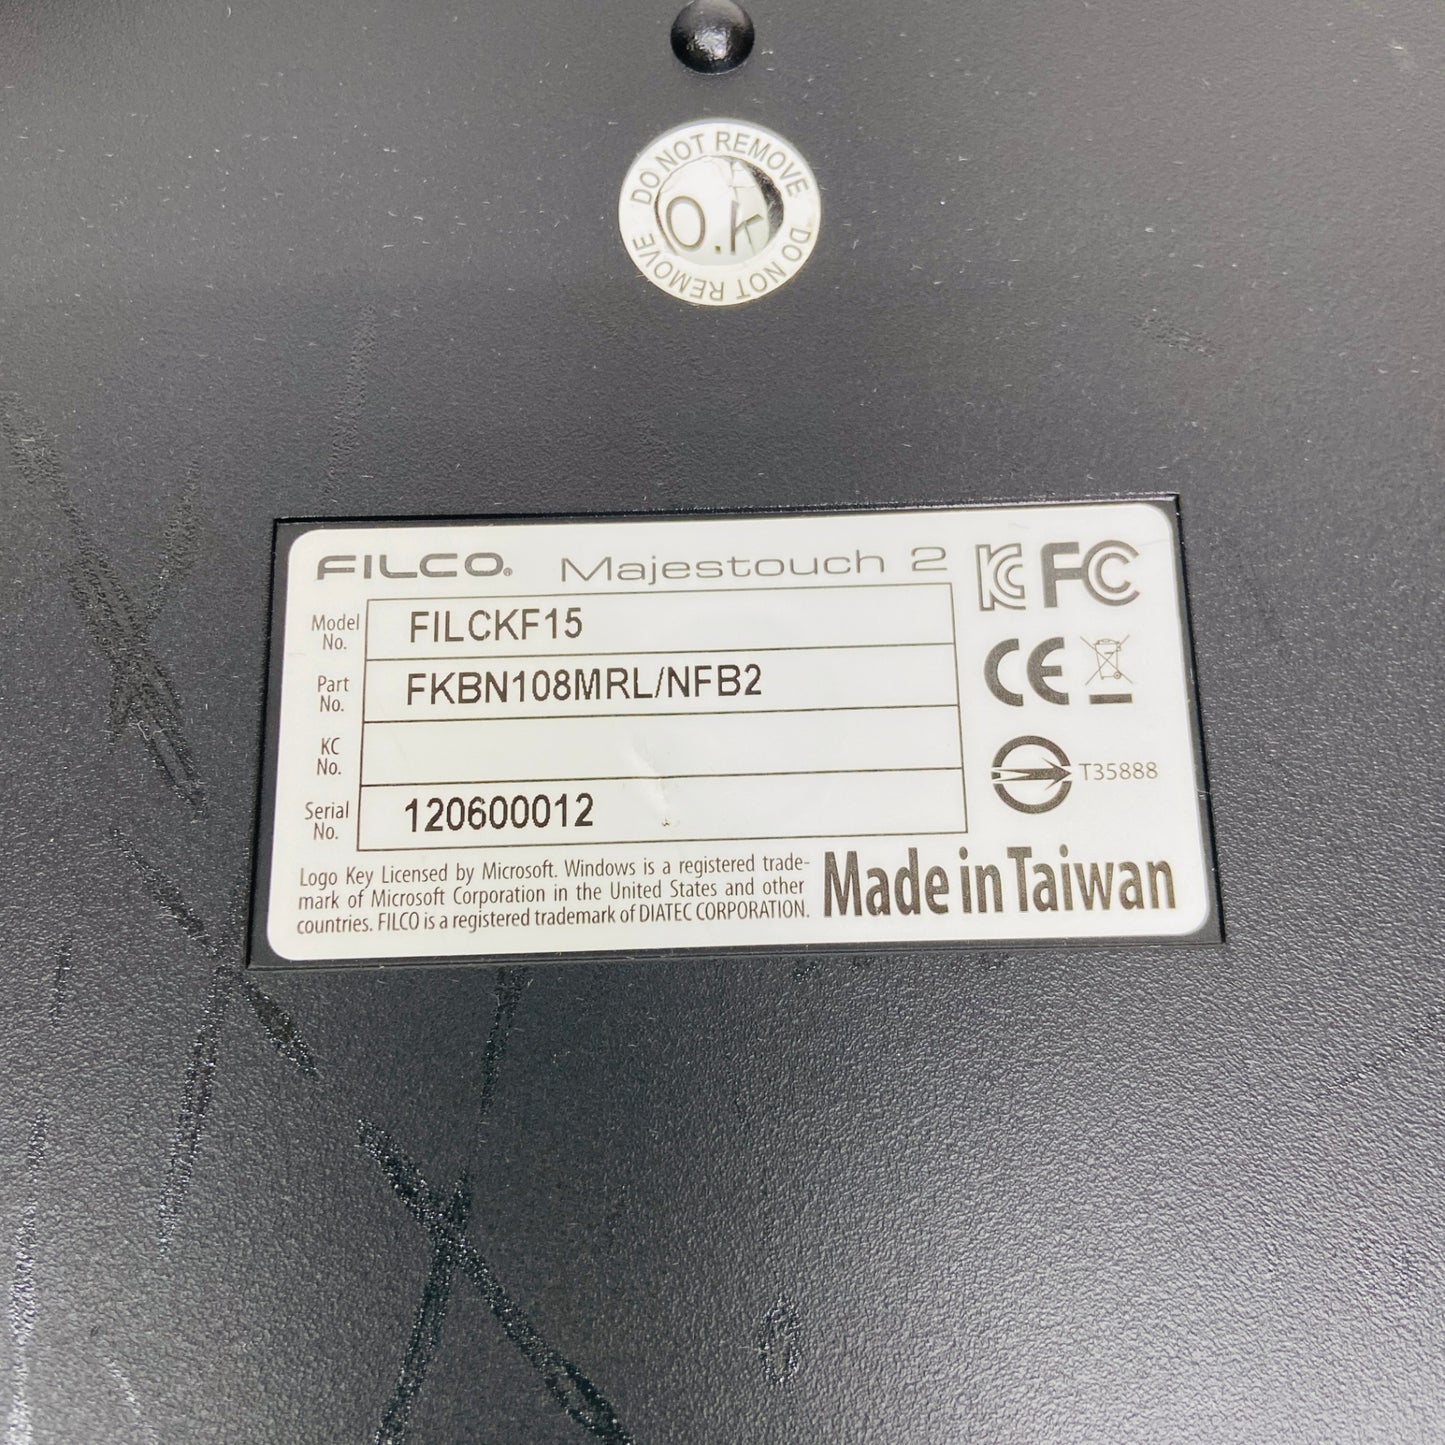 DO NOT REMOVE
O.K
DO NOT REMOVE
FILCO® Majestouch 2
KC FC
Model No. FILCKF15
Part No. FKBN108MRL/NFB2
CE
KC No.
T35888
Serial No. 120600012
Logo Key Licensed by Microsoft. Windows is a registered trade-
mark of Microsoft Corporation in the United States and other
countries. FILCO is a registered trademark of DIATEC CORPORATION.
Made in Taiwan